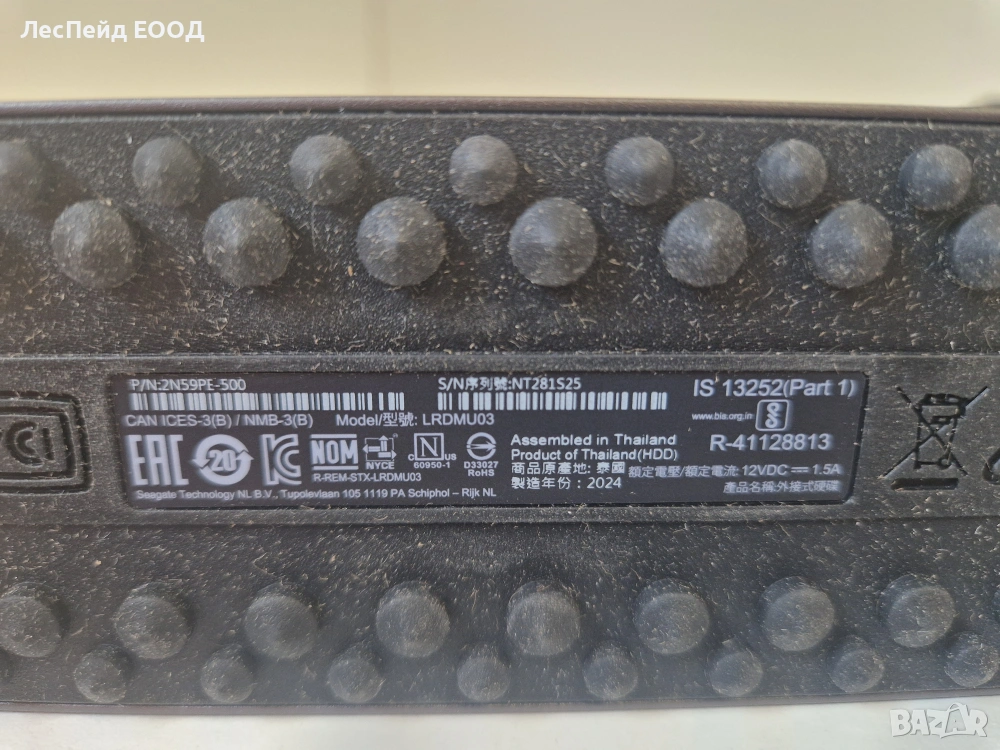 ЛесПейд ЕООД
P/N:2N59PE-500
S/N序列號:NT281S25
IS 13252(Part 1)
CAN ICES-3(B) / NMB-3(B)
Model/型號: LRDMU03
www.bis.org.in
R-41128813
EAC
20
NOM
NYCE
C N US
60950-1
D33027
RoHS
R-REM-STX-LRDMU03
Assembled in Thailand
Product of Thailand(HDD)
商品原產地: 泰國
製造年份: 2024
額定電壓/額定電流: 12VDC 1.5A
產品名稱:外接式硬碟
Seagate Technology NL B.V., Tupolevlaan 105 1119 PA Schiphol – Rijk NL
BAZAR